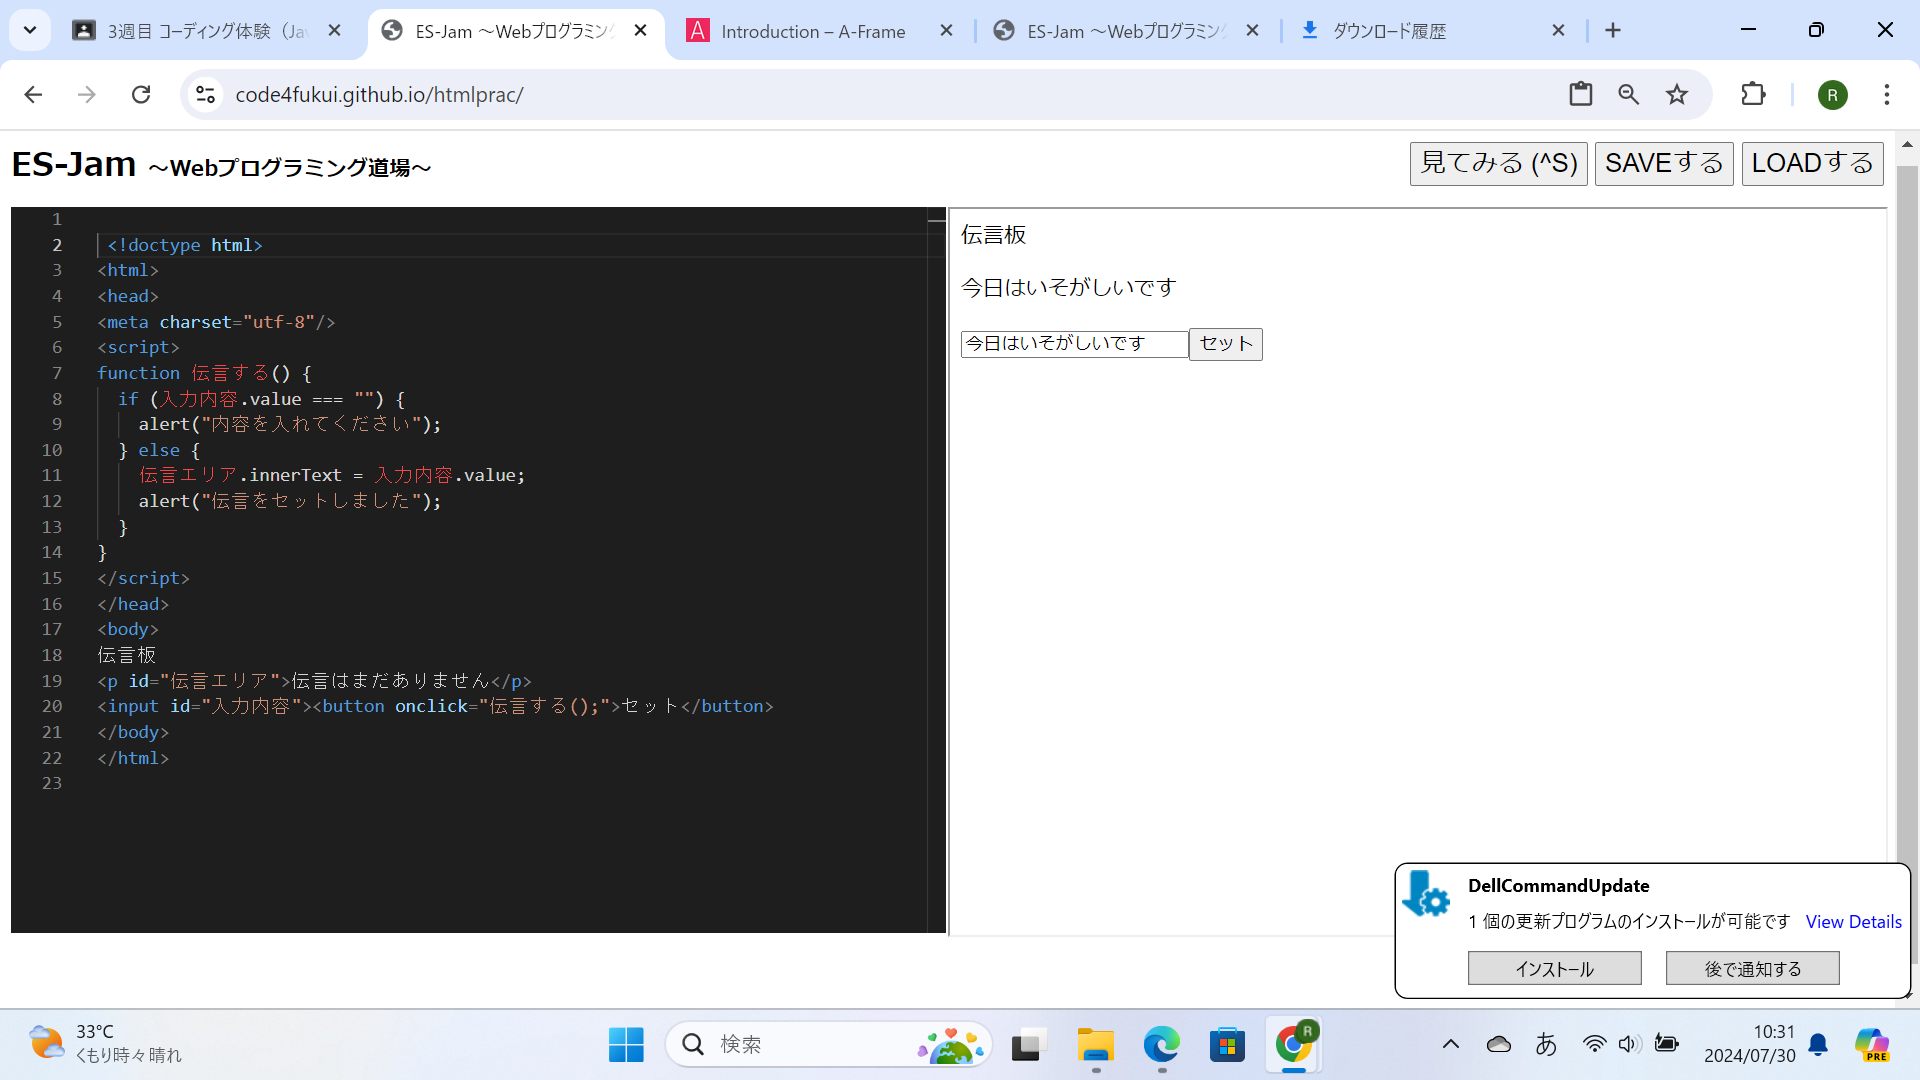 3週目 コーディング体験（Ja
ES-Jam ～Webプログラミング
Introduction – A-Frame
ES-Jam ～Webプログラミング
ダウンロード履歴
code4fukui.github.io/htmlprac/
R
ES-Jam ～Webプログラミング道場～
見てみる (^S)
SAVEする
LOADする
1
2 <!doctype html>
3 <html>
4 <head>
5 <meta charset="utf-8"/>
6 <script>
7 function 伝言する() {
8 if (入力内容.value === "") {
9 alert("内容を入れてください");
10 } else {
11 伝言エリア.innerText = 入力内容.value;
12 alert("伝言をセットしました");
13 }
14 }
15 </script>
16 </head>
17 <body>
18 伝言板
19 <p id="伝言エリア">伝言はまだありません</p>
20 <input id="入力内容"><button onclick="伝言する();">セット</button>
21 </body>
22 </html>
23
伝言板
今日はいそがしいです
今日はいそがしいです セット
DellCommandUpdate
1 個の更新プログラムのインストールが可能です View Details
インストール 後で通知する
33°C
くもり時々晴れ
検索
R
あ
10:31
2024/07/30
PRE